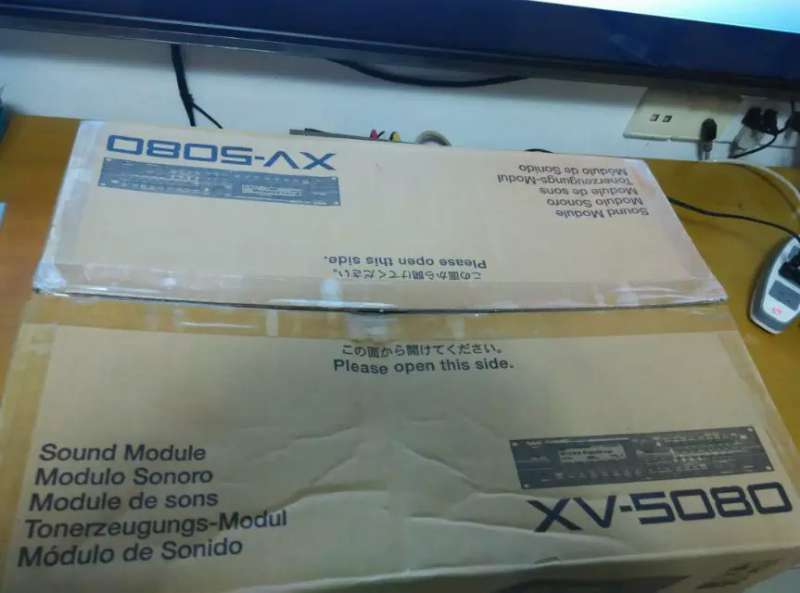 XV-5080
Sound Module
Modulo Sonoro
Module de sons
Tonerzeugungs-Modul
Módulo de Sonido
この面から開けてください。
Please open this side.
この面から開けてください。
Please open this side.
Sound Module
Modulo Sonoro
Module de sons
Tonerzeugungs-Modul
Módulo de Sonido
XV-5080